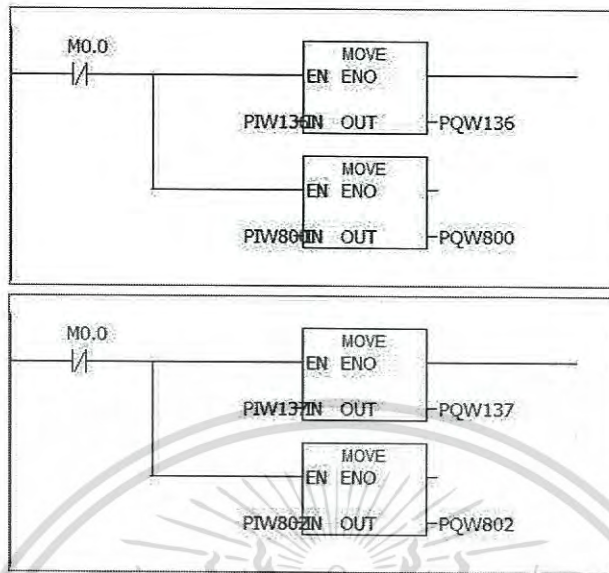 M0.0
MOVE
EN ENO
PIW136 IN OUT PQW136
MOVE
EN ENO
PIW800 IN OUT PQW800
M0.0
MOVE
EN ENO
PIW137 IN OUT PQW137
MOVE
EN ENO
PIW802 IN OUT PQW802